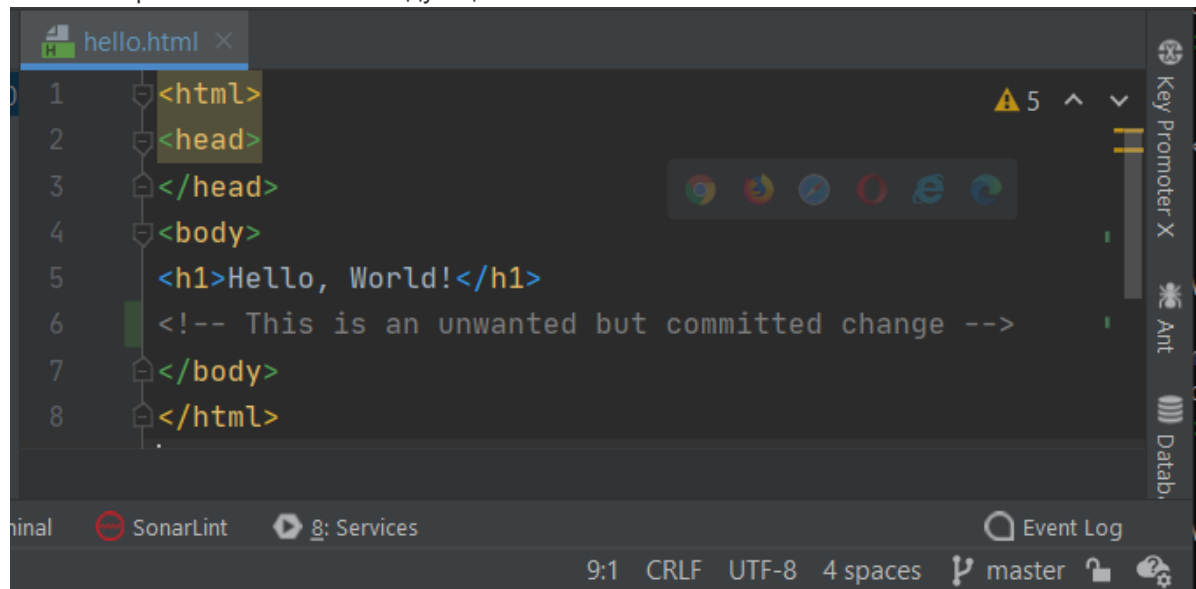 hello.html
1 <html>
2 <head>
3 </head>
4 <body>
5 <h1>Hello, World!</h1>
6 <!-- This is an unwanted but committed change -->
7 </body>
8 </html>
5
Key Promoter X
Ant
SonarLint
8: Services
Event Log
9:1 CRLF UTF-8 4 spaces master